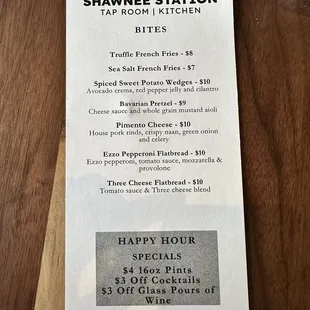 SHAWNEE STATION
TAP ROOM | KITCHEN
BITES
Truffle French Fries - $8
Sea Salt French Fries - $7
Spiced Sweet Potato Wedges - $10
Avocado crema, red pepper jelly and cilantro
Bavarian Pretzel - $9
Cheese sauce and whole grain mustard aioli
Pimento Cheese - $10
House pork rinds, crispy naan, green onion
and celery
Ezzo Pepperoni Flatbread - $10
Ezzo pepperoni, tomato sauce, mozzarella &
provolone
Three Cheese Flatbread - $10
Tomato sauce & Three cheese blend
HAPPY HOUR
SPECIALS
$4 16oz Pints
$3 Off Cocktails
$3 Off Glass Pours of
Wine